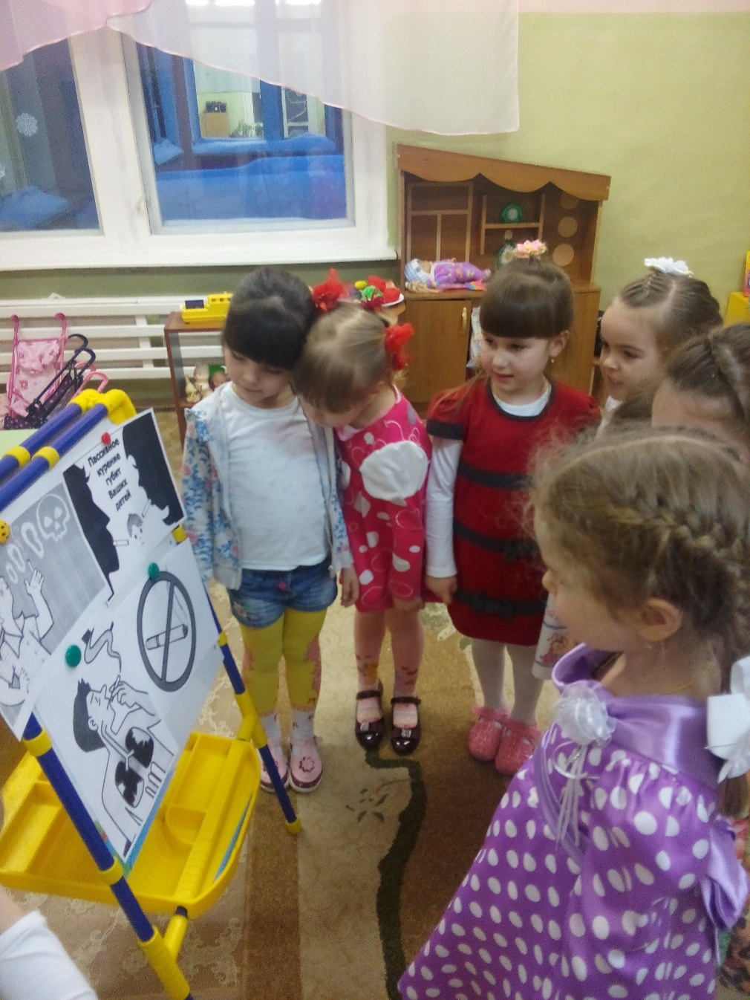 Пассивное
курение
губит
Ваших
детей